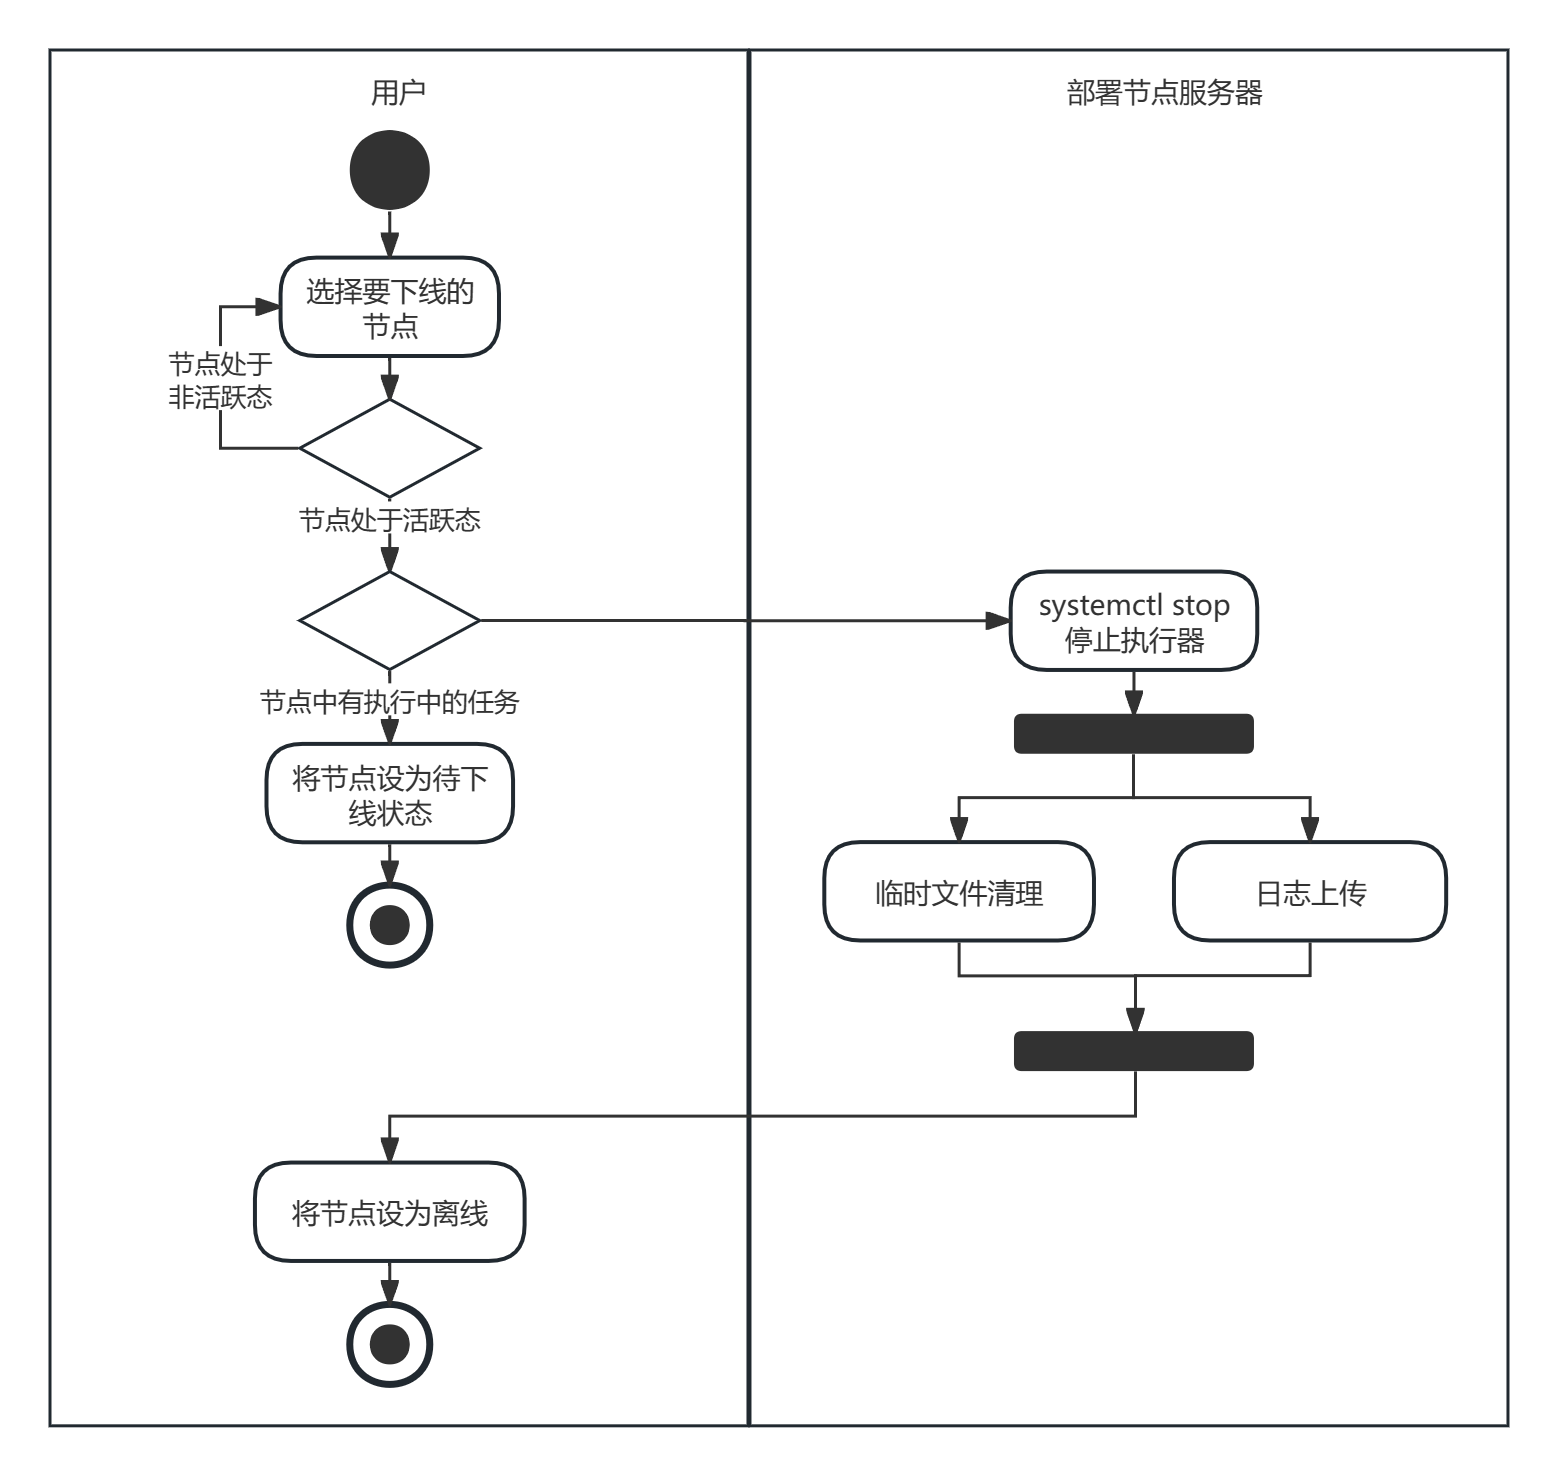 用户
部署节点服务器
选择要下线的
节点
节点处于
非活跃态
节点处于活跃态
systemctl stop
停止执行器
节点中有执行中的任务
将节点设为待下
线状态
临时文件清理
日志上传
将节点设为离线